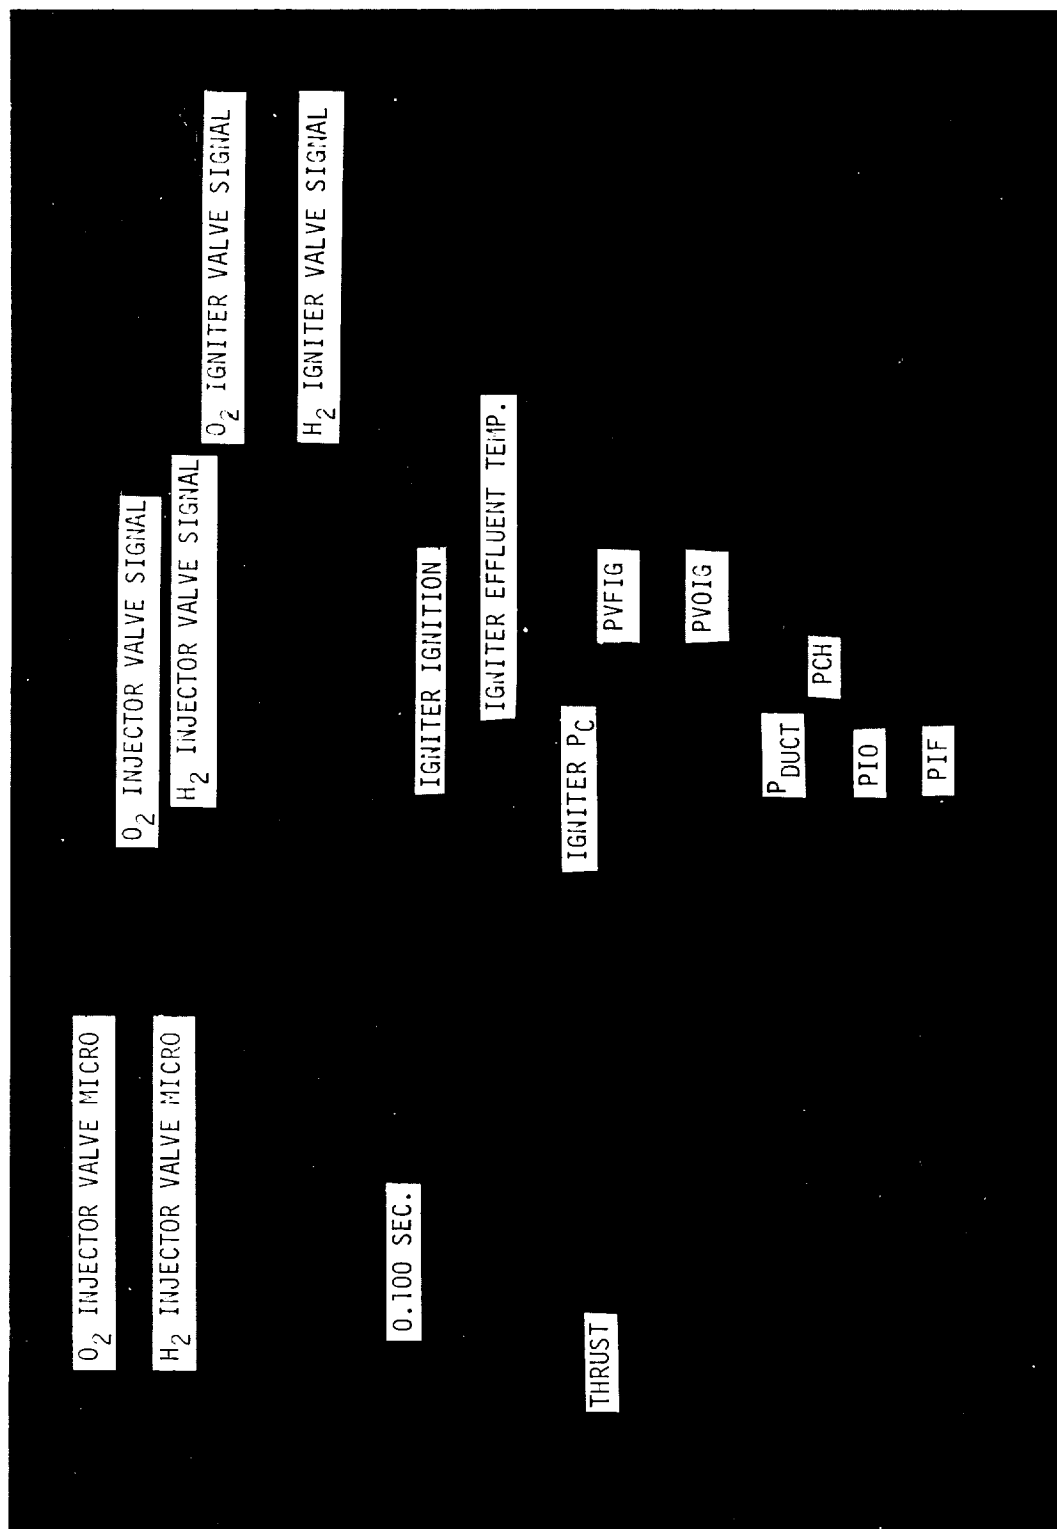 O₂ INJECTOR VALVE MICRO
H₂ INJECTOR VALVE MICRO
O₂ INJECTOR VALVE SIGNAL
H₂ INJECTOR VALVE SIGNAL
O₂ IGNITER VALVE SIGNAL
H₂ IGNITER VALVE SIGNAL
0.100 SEC.
IGNITER IGNITION
IGNITER EFFLUENT TEMP.
THRUST
IGNITER P_C
PVFIG
PVOIG
P_DUCT
PCH
PIO
PIF